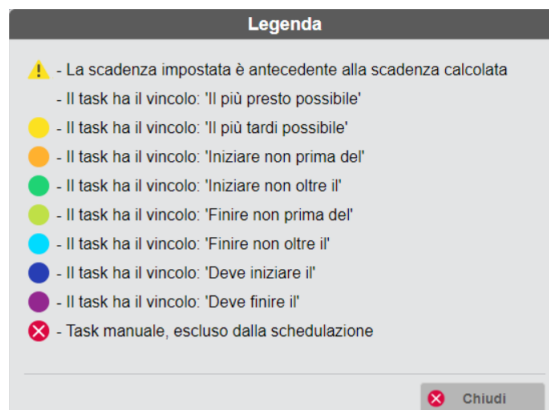 Legenda
- La scadenza impostata è antecedente alla scadenza calcolata
- Il task ha il vincolo: 'Il più presto possibile'
- Il task ha il vincolo: 'Il più tardi possibile'
- Il task ha il vincolo: 'Iniziare non prima del'
- Il task ha il vincolo: 'Iniziare non oltre il'
- Il task ha il vincolo: 'Finire non prima del'
- Il task ha il vincolo: 'Finire non oltre il'
- Il task ha il vincolo: 'Deve iniziare il'
- Il task ha il vincolo: 'Deve finire il'
- Task manuale, escluso dalla schedulazione
Chiudi